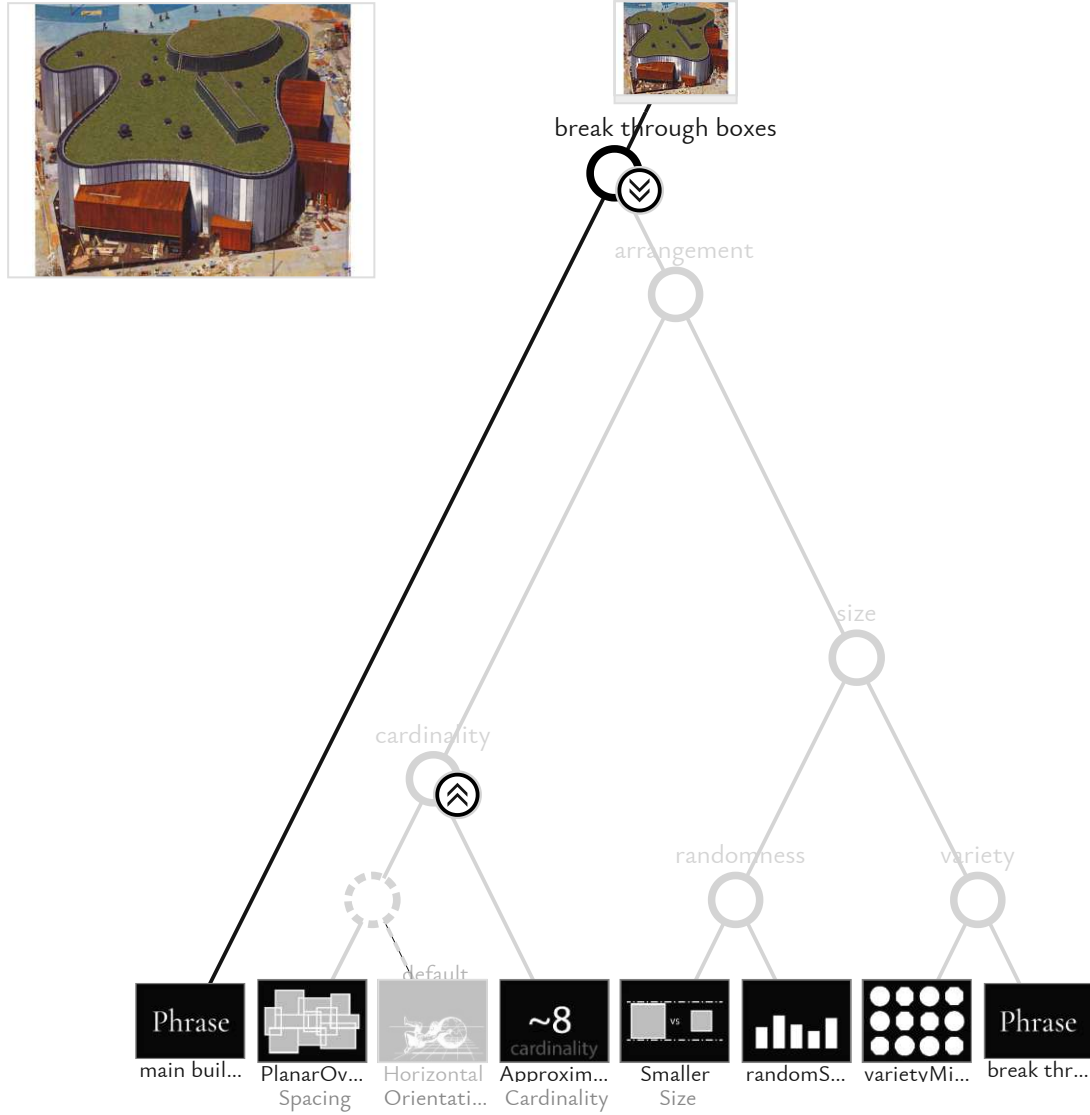 break through boxes
arrangement
size
cardinality
randomness
variety
default
Phrase
~8
cardinality
vs
Phrase
main buil...
PlanarOv...
Horizontal
Approxim...
Smaller
randomS...
varietyMi...
break thr...
Spacing
Orientati...
Cardinality
Size